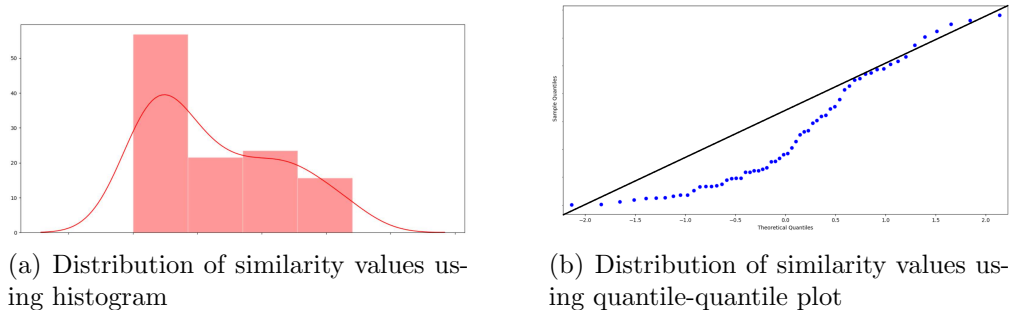 50
40
30
20
10
0
Sample Quantiles
−2.0 −1.5 −1.0 −0.5 0.0 0.5 1.0 1.5 2.0
Theoretical Quantiles
(a) Distribution of similarity values us-
ing histogram
(b) Distribution of similarity values us-
ing quantile-quantile plot